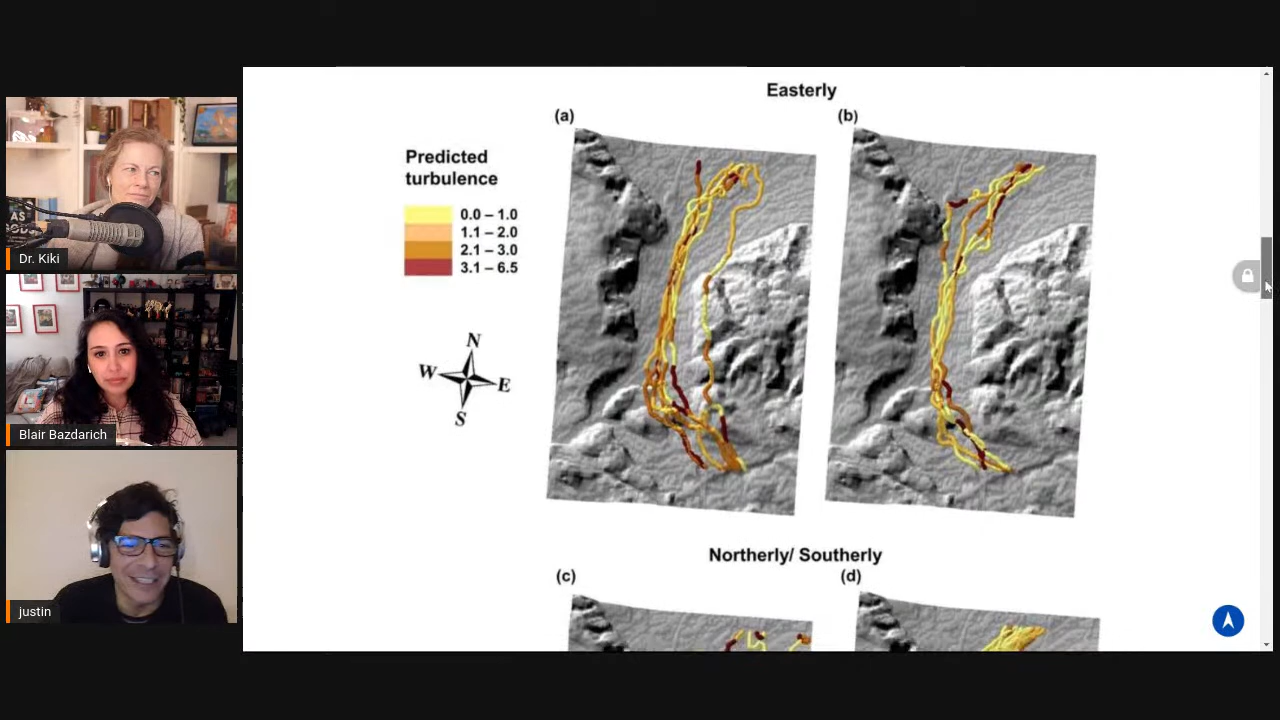 Easterly
(a)
(b)
Predicted
turbulence
0.0 – 1.0
1.1 – 2.0
2.1 – 3.0
3.1 – 6.5
N
W
E
S
Northerly/ Southerly
(c)
(d)
AS
Dr. Kiki
Blair Bazdarich
justin